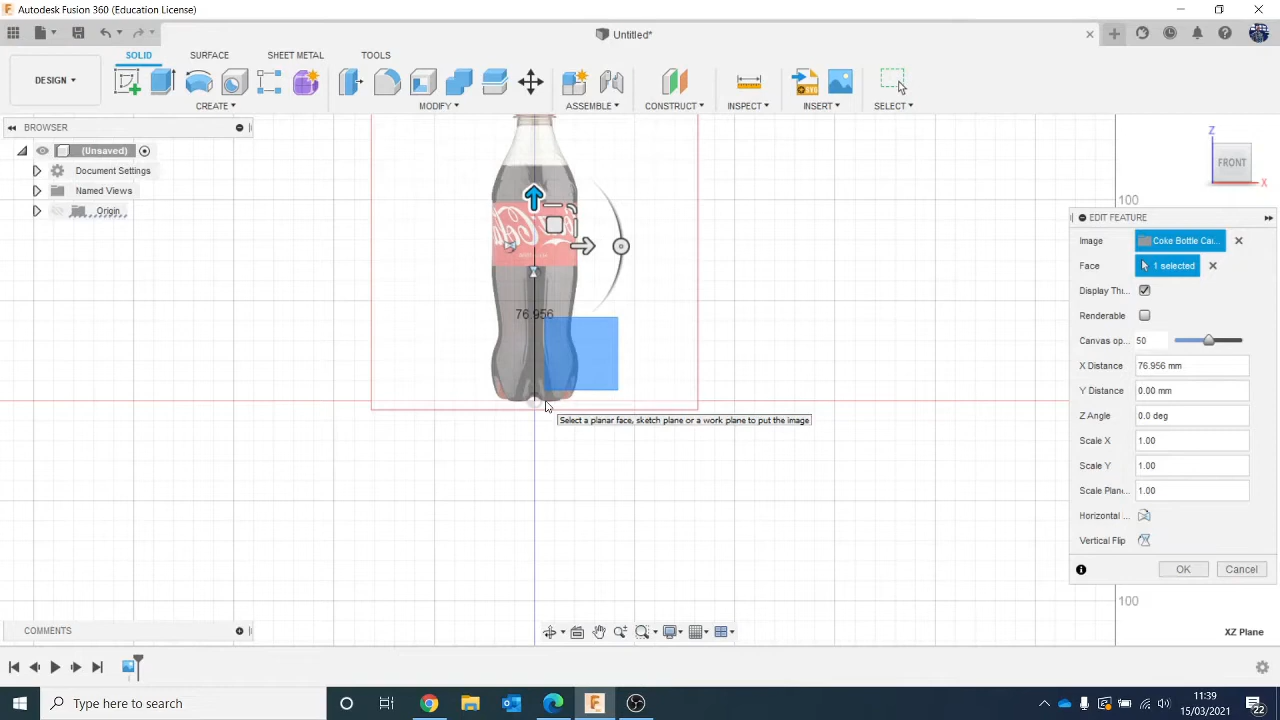 Autodesk Fusion 360 (Education License)
Untitled*
SOLID SURFACE SHEET METAL TOOLS
DESIGN
CREATE MODIFY ASSEMBLE CONSTRUCT INSPECT INSERT SELECT
BROWSER
(Unsaved)
Document Settings
Named Views
Origin
Z
FRONT
X
100
76.956
Select a planar face, sketch plane or a work plane to put the image
EDIT FEATURE
Image Coke Bottle Ca...
Face 1 selected
Display Thr...
Renderable
Canvas op... 50
X Distance 76.956 mm
Y Distance 0.00 mm
Z Angle 0.0 deg
Scale X 1.00
Scale Y 1.00
Scale Plan... 1.00
Horizontal ...
Vertical Flip
OK Cancel
100
COMMENTS
XZ Plane
Type here to search
11:39
15/03/2021
22